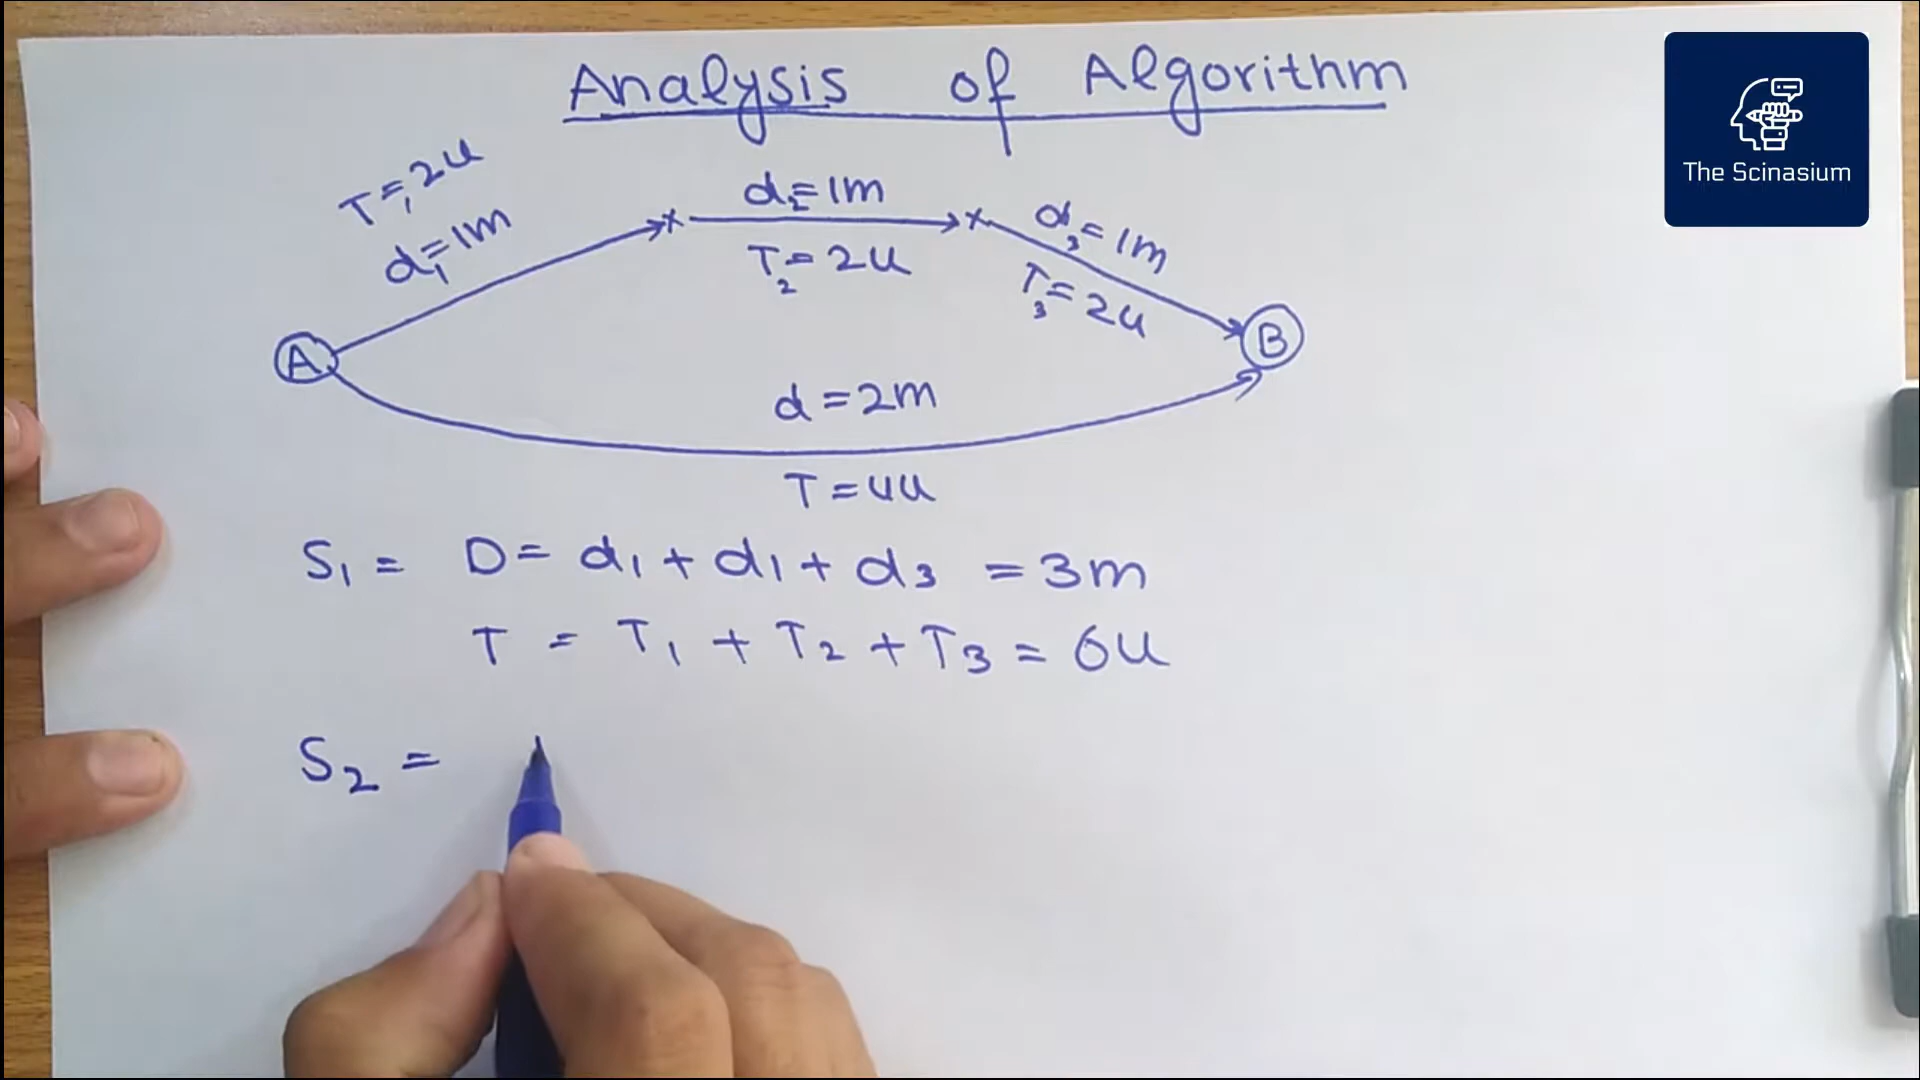 Analysis of Algorithm
The Scinasium
T₁=2u
d₁=1m
d₂=1m
T₂=2u
d₃=1m
T₃=2u
A
B
d=2m
T=4u
S₁ = D= d₁+d₁+d₃ =3m
T = T₁ + T₂ +T₃ = 6u
S₂ =